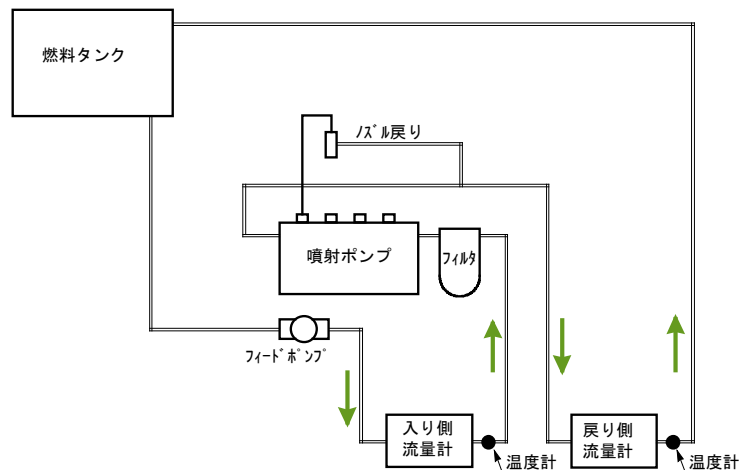 燃料タンク
ﾉｽﾞﾙ戻り
噴射ポンプ
ﾌｨﾙﾀ
ﾌｨｰﾄﾞﾎﾟﾝﾌﾟ
入り側
流量計
温度計
戻り側
流量計
温度計